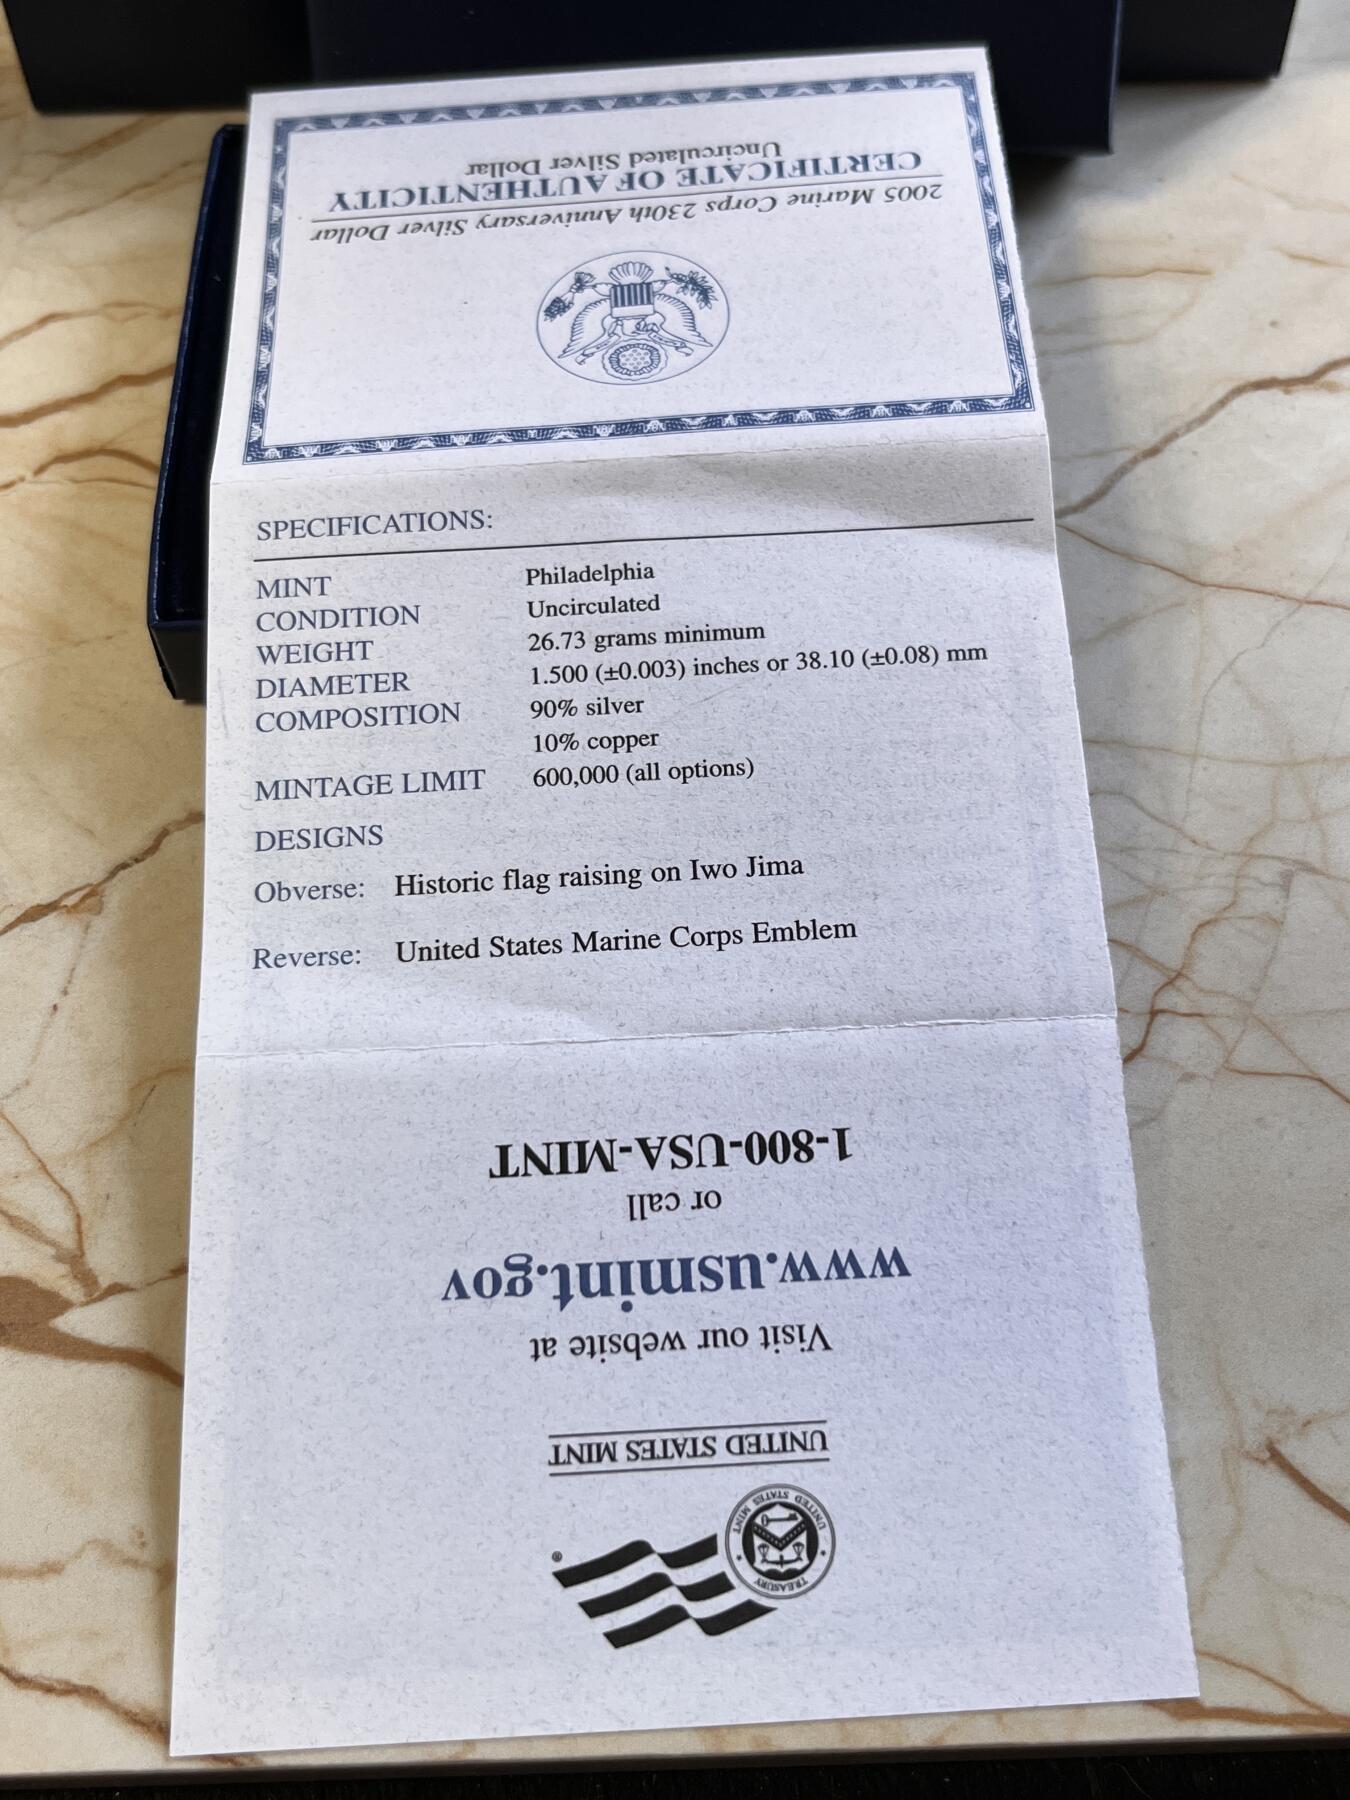 2005 Marine Corps 230th Anniversary Silver Dollar
CERTIFICATE OF AUTHENTICITY
Uncirculated Silver Dollar
SPECIFICATIONS:
MINT Philadelphia
CONDITION Uncirculated
WEIGHT 26.73 grams minimum
DIAMETER 1.500 (±0.003) inches or 38.10 (±0.08) mm
COMPOSITION 90% silver
10% copper
MINTAGE LIMIT 600,000 (all options)
DESIGNS
Obverse: Historic flag raising on Iwo Jima
Reverse: United States Marine Corps Emblem
TREASURY
UNITED STATES MINT
®
UNITED STATES MINT
Visit our website at
www.usmint.gov
or call
1-800-USA-MINT